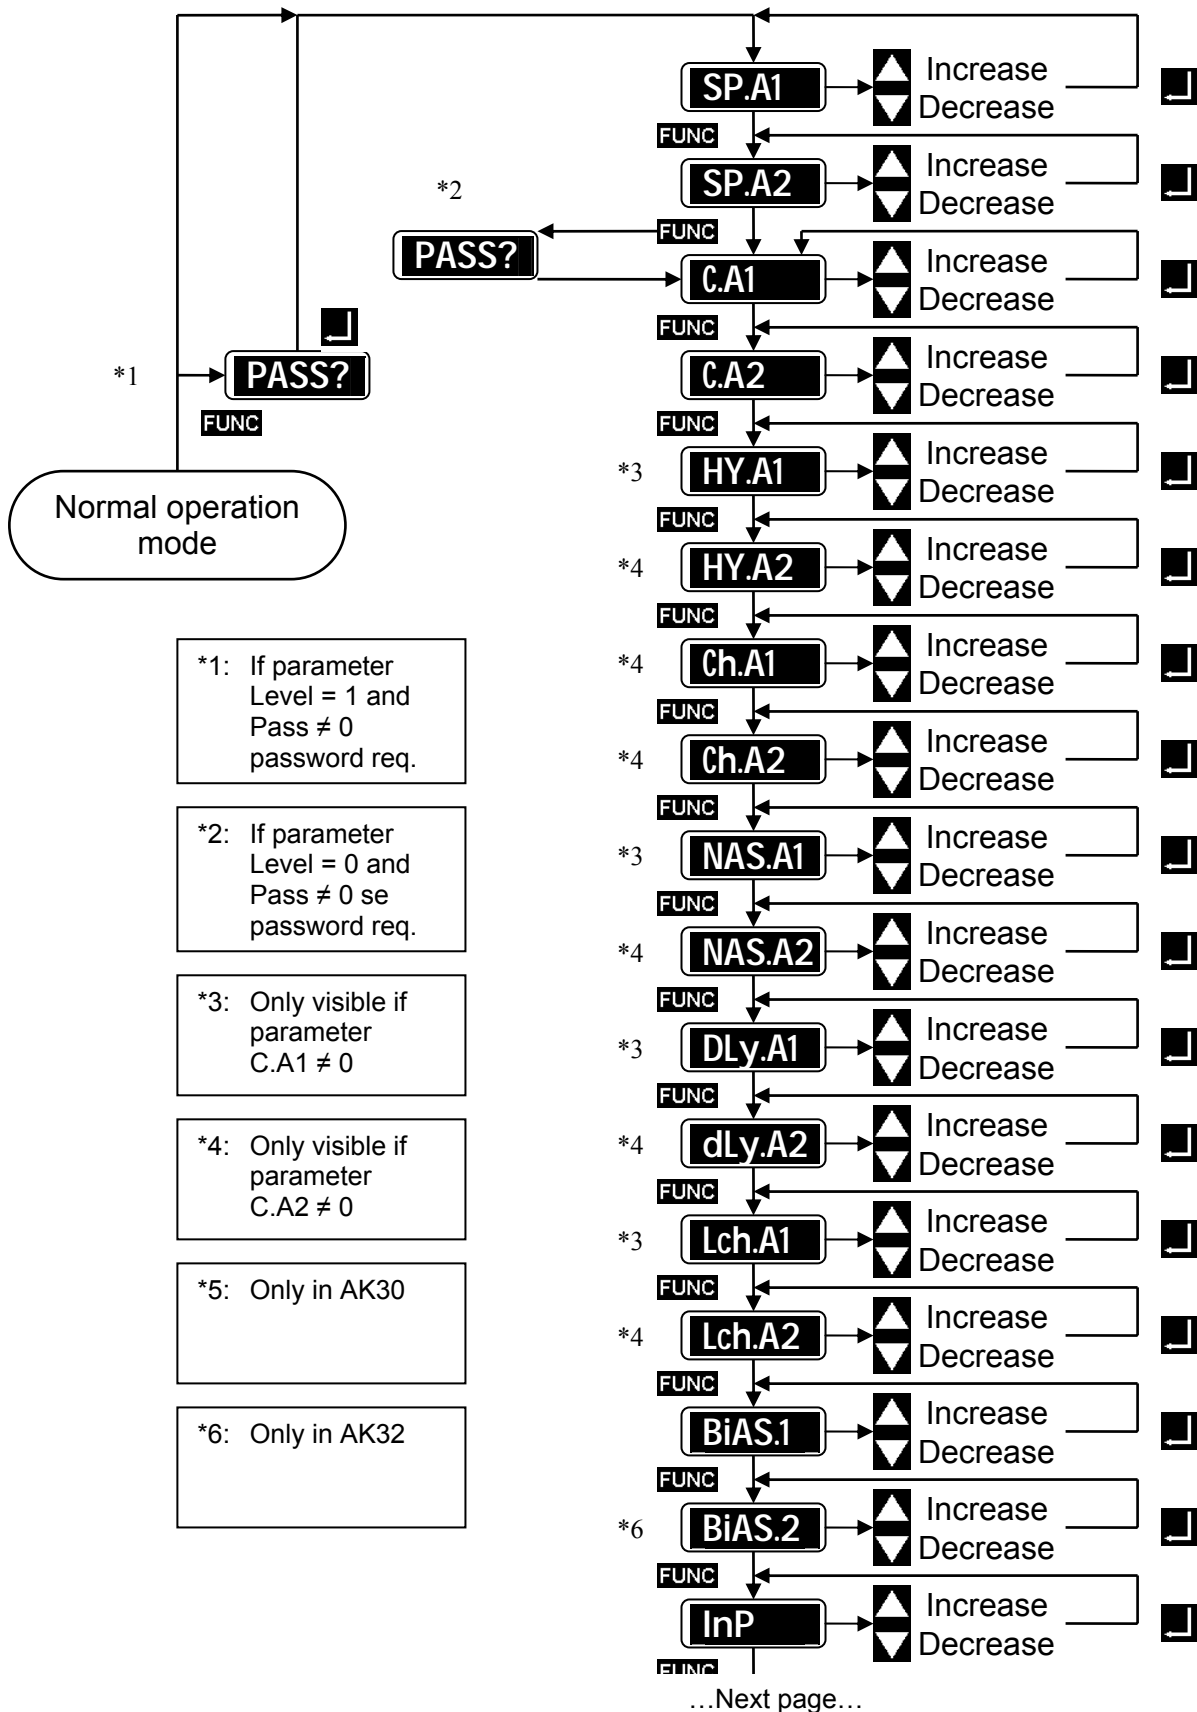 SP.A1
Increase
Decrease
FUNC
SP.A2
Increase
Decrease
*2
FUNC
PASS?
C.A1
Increase
Decrease
FUNC
*1
PASS?
FUNC
C.A2
Increase
Decrease
FUNC
Normal operation
mode
*3
HY.A1
Increase
Decrease
FUNC
*4
HY.A2
Increase
Decrease
FUNC
*4
Ch.A1
Increase
Decrease
FUNC
*4
Ch.A2
Increase
Decrease
FUNC
*3
NAS.A1
Increase
Decrease
FUNC
*4
NAS.A2
Increase
Decrease
FUNC
*3
DLy.A1
Increase
Decrease
FUNC
*4
dLy.A2
Increase
Decrease
FUNC
*3
Lch.A1
Increase
Decrease
FUNC
*4
Lch.A2
Increase
Decrease
FUNC
BiAS.1
Increase
Decrease
FUNC
*6
BiAS.2
Increase
Decrease
FUNC
InP
Increase
Decrease
FUNC
…Next page…
*1: If parameter
Level = 1 and
Pass ≠ 0
password req.
*2: If parameter
Level = 0 and
Pass ≠ 0 se
password req.
*3: Only visible if
parameter
C.A1 ≠ 0
*4: Only visible if
parameter
C.A2 ≠ 0
*5: Only in AK30
*6: Only in AK32